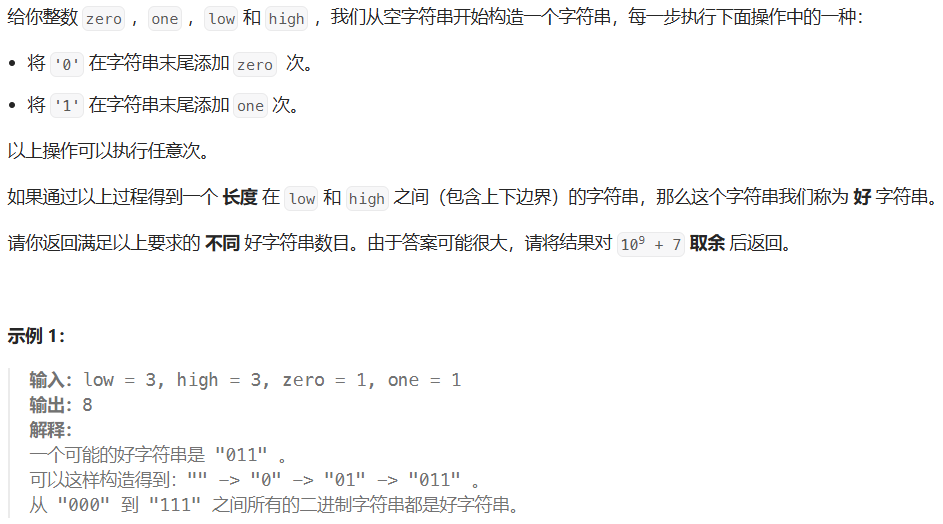 给你整数 zero ，one ，low 和 high ，我们从空字符串开始构造一个字符串，每一步执行下面操作中的一种：
• 将 '0' 在字符串末尾添加 zero 次。
• 将 '1' 在字符串末尾添加 one 次。
以上操作可以执行任意次。
如果通过以上过程得到一个 长度 在 low 和 high 之间（包含上下边界）的字符串，那么这个字符串我们称为 好 字符串。
请你返回满足以上要求的 不同 好字符串数目。由于答案可能很大，请将结果对 10⁹ + 7 取余 后返回。
示例 1：
输入：low = 3, high = 3, zero = 1, one = 1
输出：8
解释：
一个可能的好字符串是 "011" 。
可以这样构造得到："" -> "0" -> "01" -> "011" 。
从 "000" 到 "111" 之间所有的二进制字符串都是好字符串。